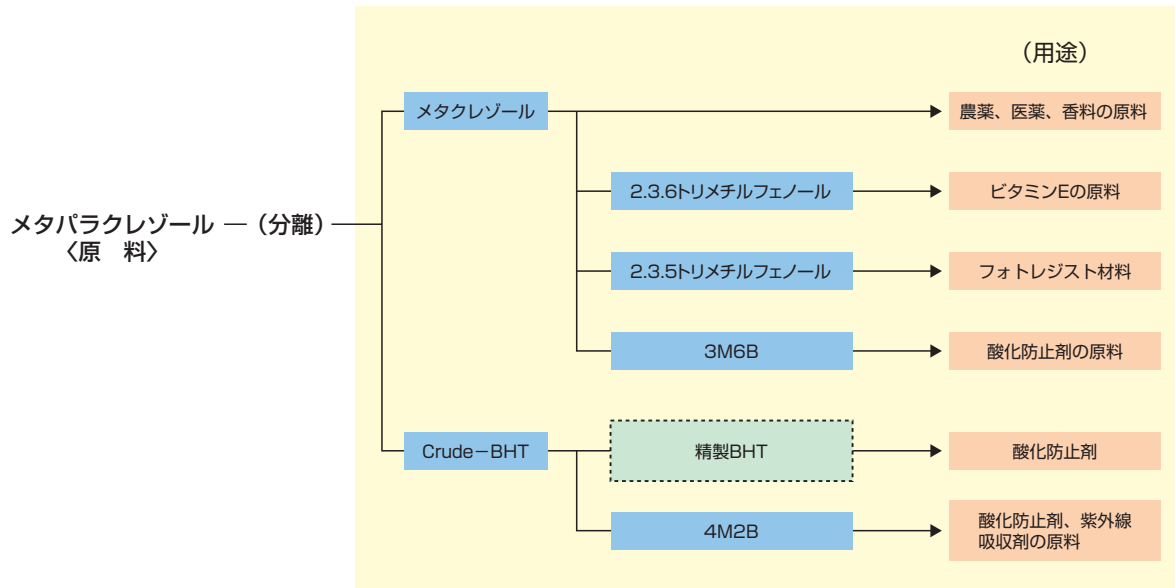 （用途）
メタクレゾール
農薬、医薬、香料の原料
2.3.6トリメチルフェノール
ビタミンEの原料
メタパラクレゾール ―（分離）
〈原　料〉
2.3.5トリメチルフェノール
フォトレジスト材料
3M6B
酸化防止剤の原料
Crude－BHT
精製BHT
酸化防止剤
4M2B
酸化防止剤、紫外線
吸収剤の原料